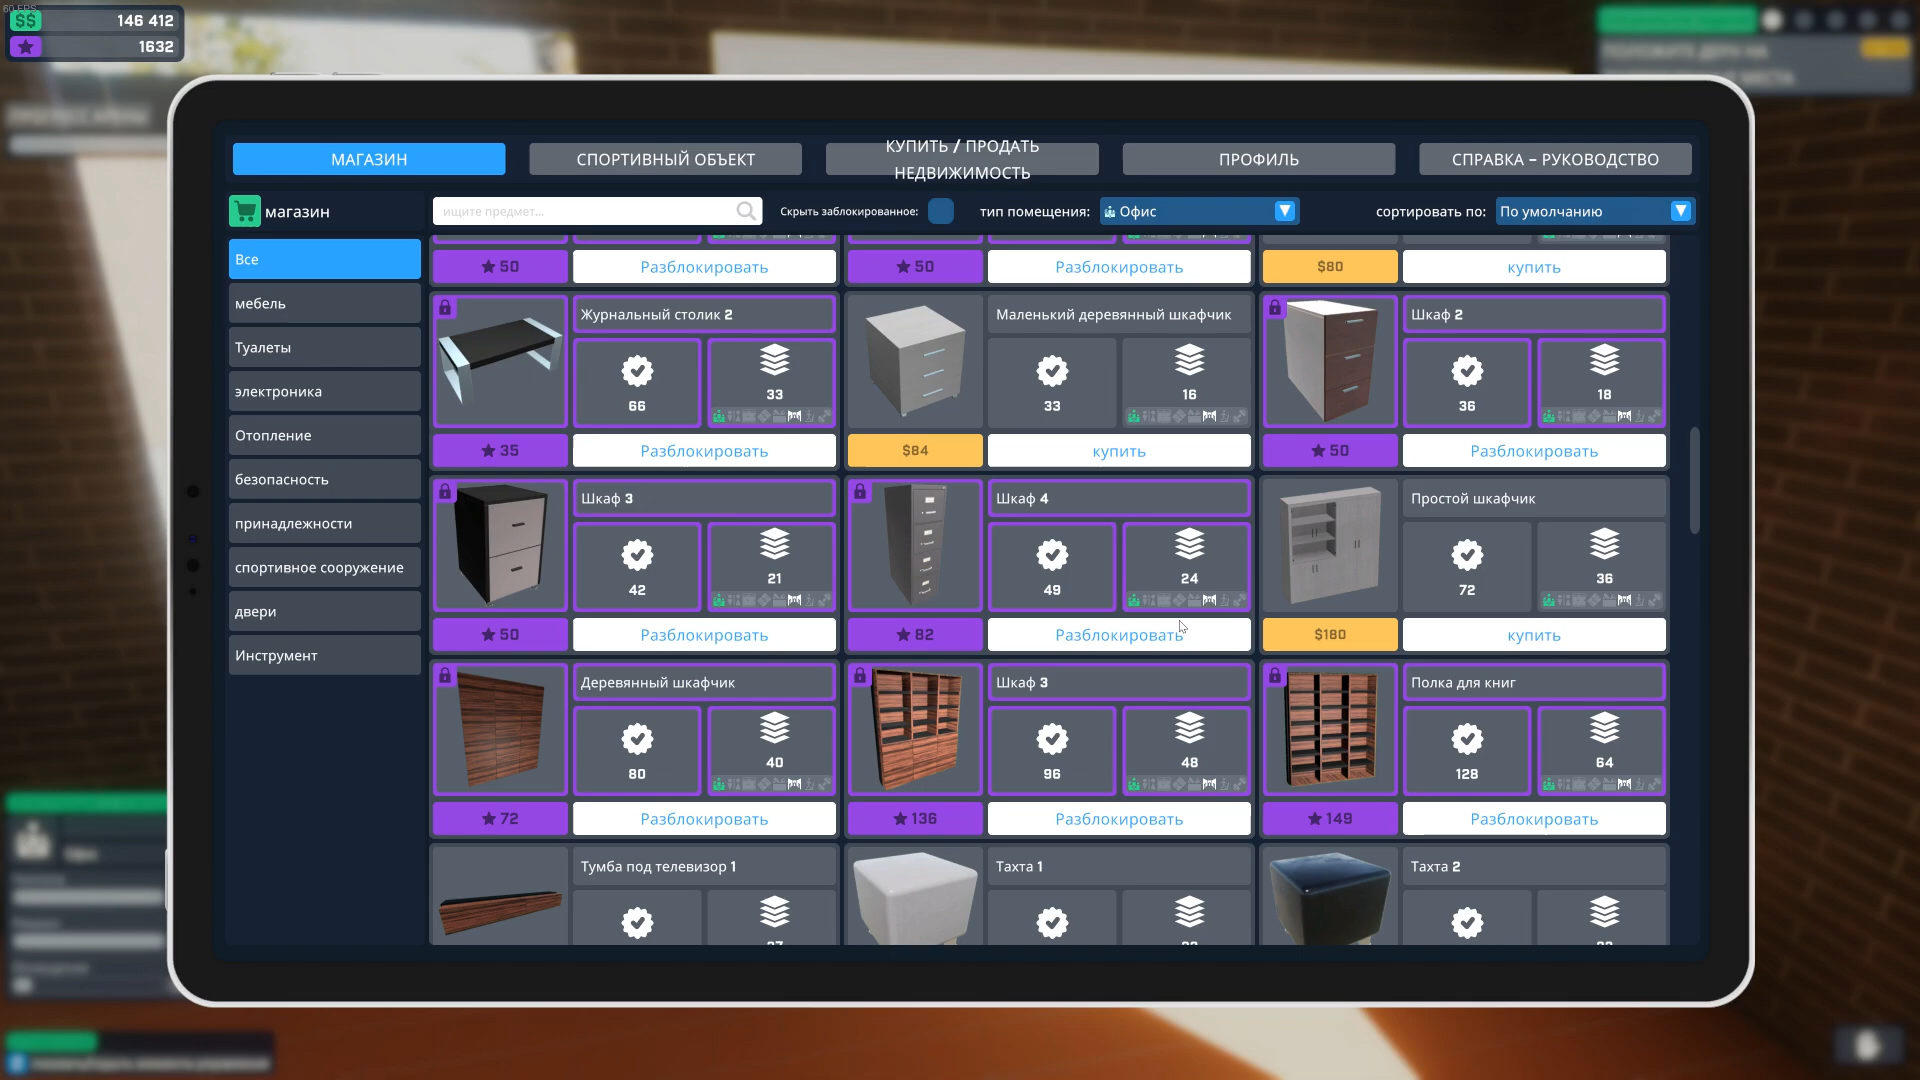 60 FPS
$$ 146 412
1632
МАГАЗИН
СПОРТИВНЫЙ ОБЪЕКТ
КУПИТЬ / ПРОДАТЬ
НЕДВИЖИМОСТЬ
ПРОФИЛЬ
СПРАВКА – РУКОВОДСТВО
магазин
ищите предмет...
Скрыть заблокированное:
тип помещения:
Офис
сортировать по:
По умолчанию
Все
мебель
Туалеты
электроника
Отопление
безопасность
принадлежности
спортивное сооружение
двери
Инструмент
50
Разблокировать
50
Разблокировать
$80
купить
Журнальный столик 2
66
33
35
Разблокировать
Маленький деревянный шкафчик
33
16
$84
купить
Шкаф 2
36
18
50
Разблокировать
Шкаф 3
42
21
50
Разблокировать
Шкаф 4
49
24
82
Разблокировать
Простой шкафчик
72
36
$180
купить
Деревянный шкафчик
80
40
72
Разблокировать
Шкаф 3
96
48
136
Разблокировать
Полка для книг
128
64
149
Разблокировать
Тумба под телевизор 1
Тахта 1
Тахта 2